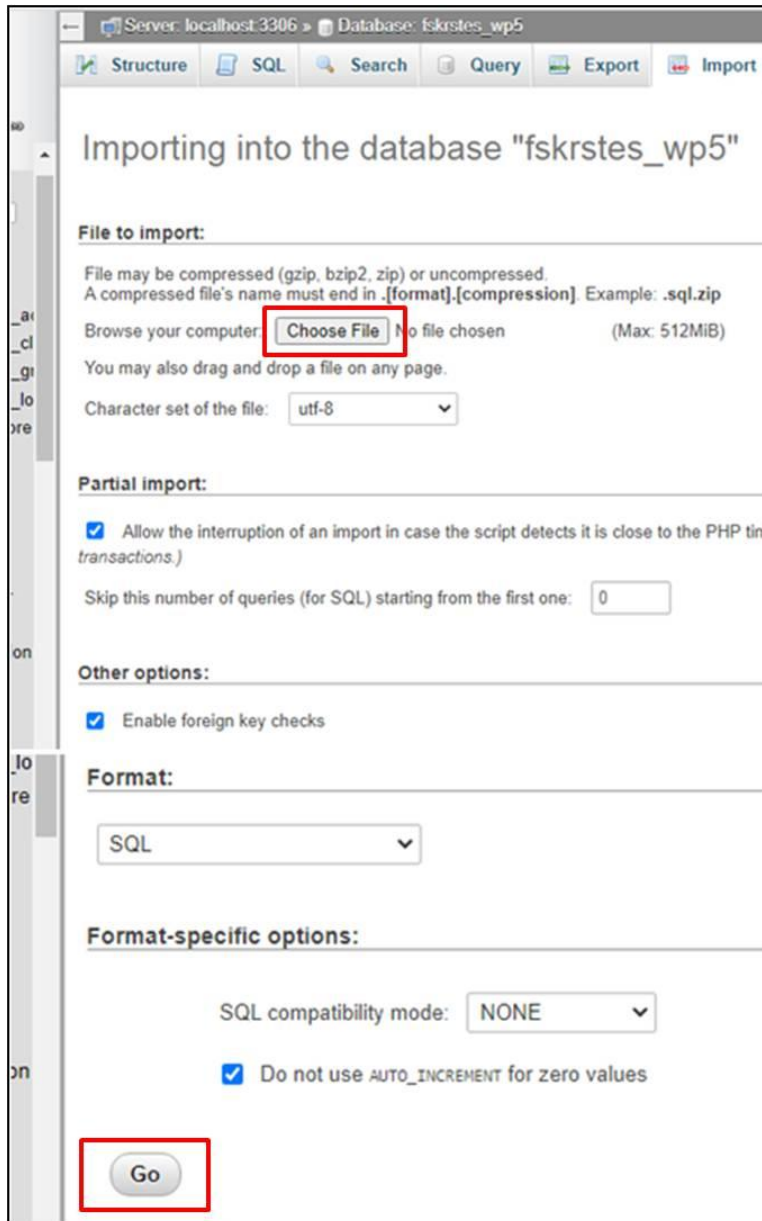 Server: localhost:3306 » Database: fskrstes_wp5
Structure SQL Search Query Export Import
Importing into the database "fskrstes_wp5"
File to import:
File may be compressed (gzip, bzip2, zip) or uncompressed.
A compressed file's name must end in .[format].[compression]. Example: .sql.zip
Browse your computer: Choose File No file chosen (Max: 512MiB)
You may also drag and drop a file on any page.
Character set of the file: utf-8
Partial import:
Allow the interruption of an import in case the script detects it is close to the PHP tim
transactions.)
Skip this number of queries (for SQL) starting from the first one: 0
Other options:
Enable foreign key checks
Format:
SQL
Format-specific options:
SQL compatibility mode: NONE
Do not use AUTO_INCREMENT for zero values
Go